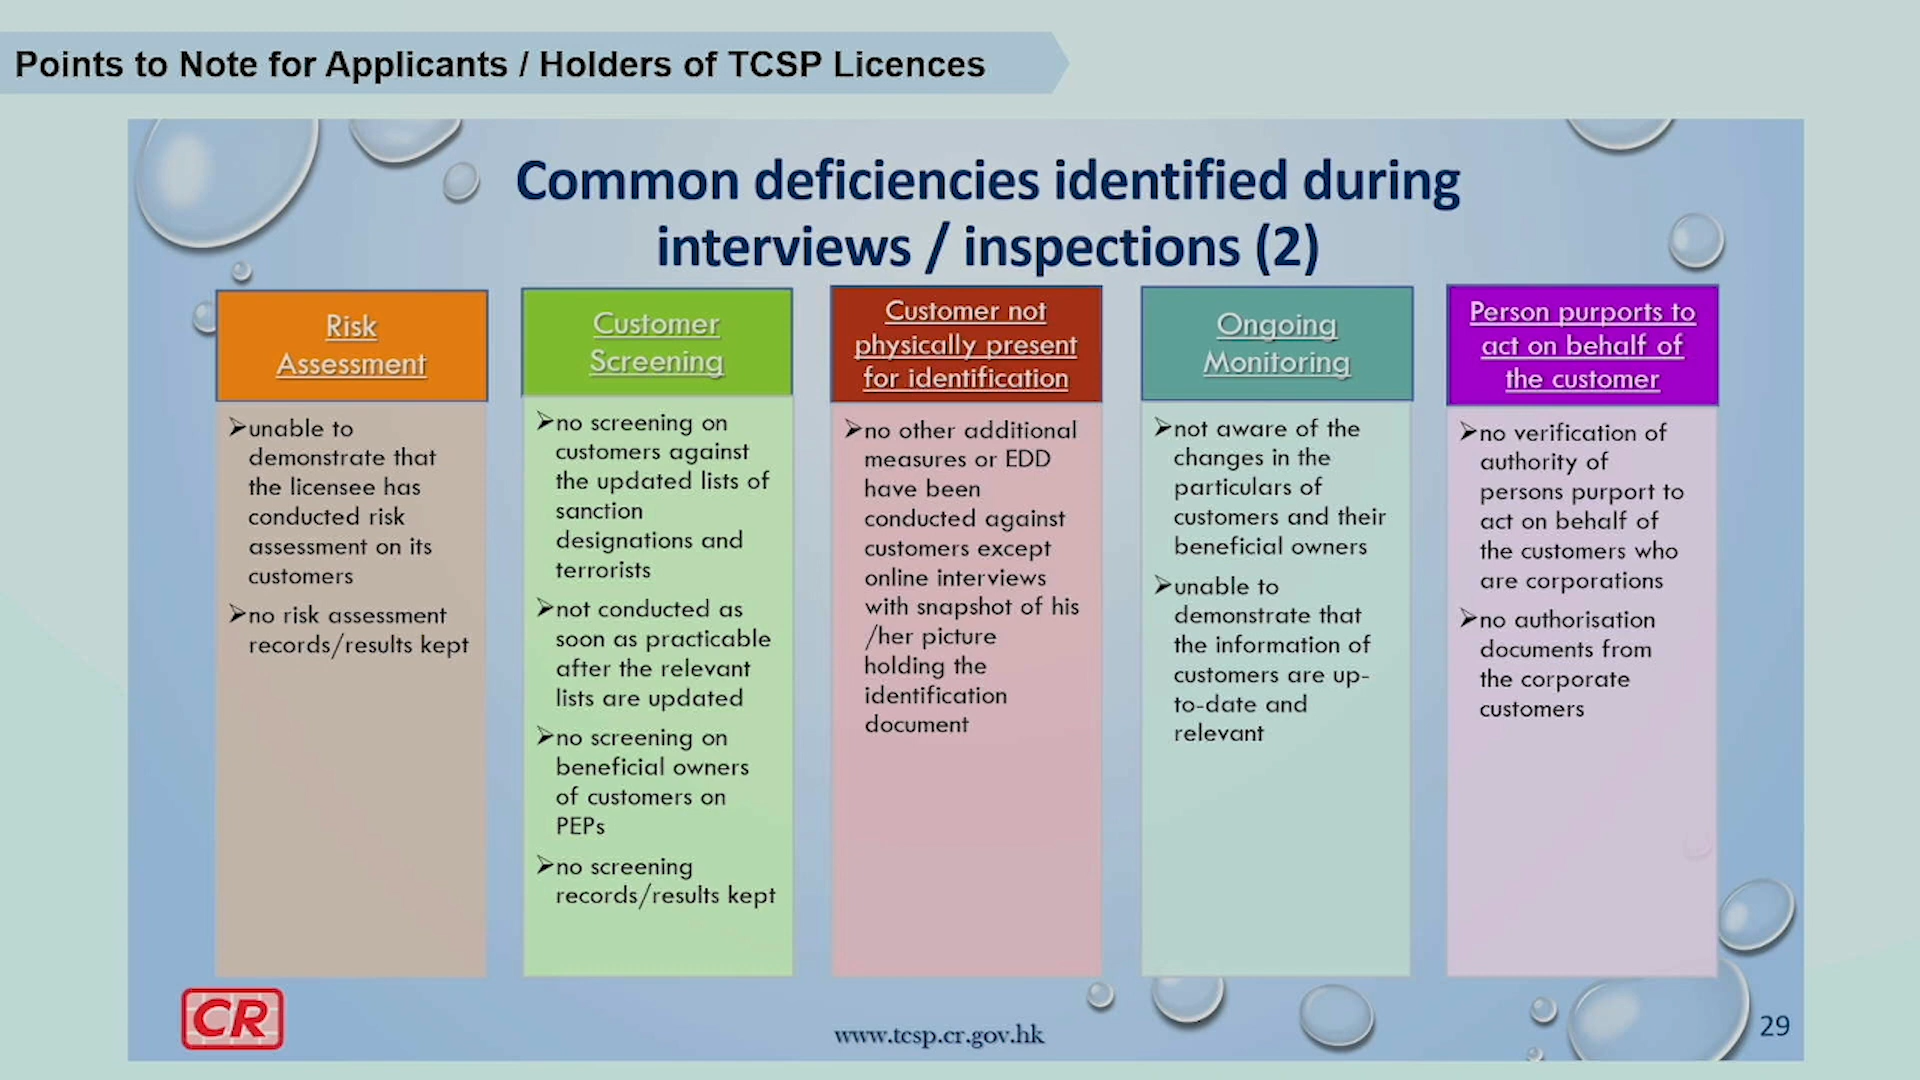 Points to Note for Applicants / Holders of TCSP Licences
Common deficiencies identified during
interviews / inspections (2)
Risk
Assessment
➢unable to
demonstrate that
the licensee has
conducted risk
assessment on its
customers
➢no risk assessment
records/results kept
Customer
Screening
➢no screening on
customers against
the updated lists of
sanction
designations and
terrorists
➢not conducted as
soon as practicable
after the relevant
lists are updated
➢no screening on
beneficial owners
of customers on
PEPs
➢no screening
records/results kept
Customer not
physically present
for identification
➢no other additional
measures or EDD
have been
conducted against
customers except
online interviews
with snapshot of his
/her picture
holding the
identification
document
Ongoing
Monitoring
➢not aware of the
changes in the
particulars of
customers and their
beneficial owners
➢unable to
demonstrate that
the information of
customers are up-
to-date and
relevant
Person purports to
act on behalf of
the customer
➢no verification of
authority of
persons purport to
act on behalf of
the customers who
are corporations
➢no authorisation
documents from
the corporate
customers
CR
www.tcsp.cr.gov.hk
29